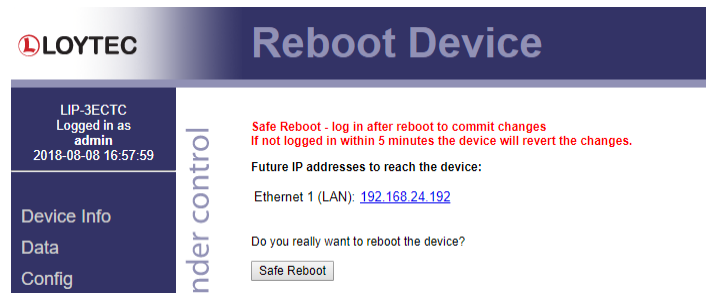 LOYTEC
Reboot Device
LIP-3ECTC
Logged in as
admin
2018-08-08 16:57:59
Device Info
Data
Config
nder control
Safe Reboot - log in after reboot to commit changes
If not logged in within 5 minutes the device will revert the changes.
Future IP addresses to reach the device:
Ethernet 1 (LAN): 192.168.24.192
Do you really want to reboot the device?
Safe Reboot